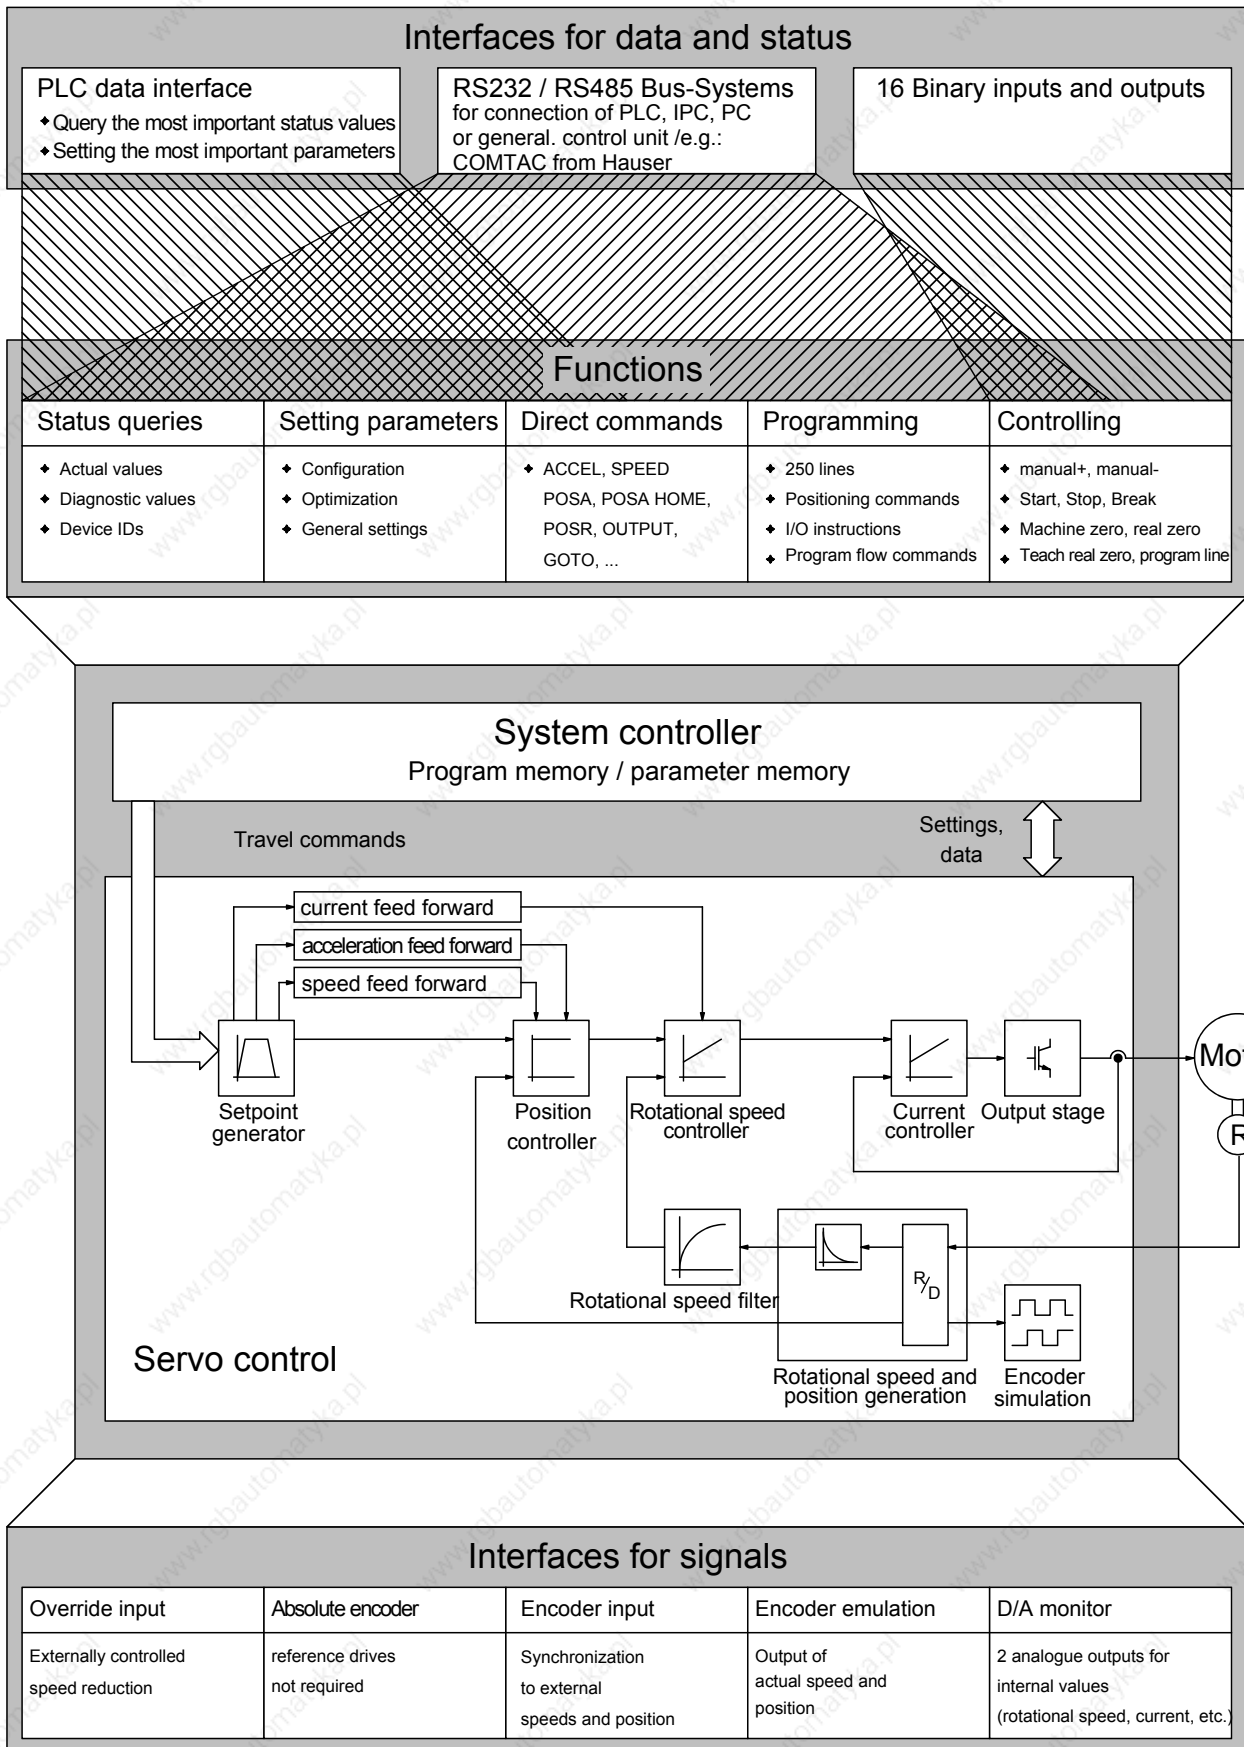 Interfaces for data and status
PLC data interface
Query the most important status values
Setting the most important parameters
RS232 / RS485 Bus-Systems
for connection of PLC, IPC, PC
or general. control unit /e.g.:
COMTAC from Hauser
16 Binary inputs and outputs
Functions
Status queries
Actual values
Diagnostic values
Device IDs
Setting parameters
Configuration
Optimization
General settings
Direct commands
ACCEL, SPEED
POSA, POSA HOME,
POSR, OUTPUT,
GOTO, ...
Programming
250 lines
Positioning commands
I/O instructions
Program flow commands
Controlling
manual+, manual-
Start, Stop, Break
Machine zero, real zero
Teach real zero, program line
System controller
Program memory / parameter memory
Travel commands
Settings,
data
current feed forward
acceleration feed forward
speed feed forward
Setpoint
generator
Position
controller
Rotational speed
controller
Current
controller
Output stage
Mot
R
Rotational speed filter
R/D
Rotational speed and
position generation
Encoder
simulation
Servo control
Interfaces for signals
Override input
Externally controlled
speed reduction
Absolute encoder
reference drives
not required
Encoder input
Synchronization
to external
speeds and position
Encoder emulation
Output of
actual speed and
position
D/A monitor
2 analogue outputs for
internal values
(rotational speed, current, etc.)
www.rgbautomatyka.pl